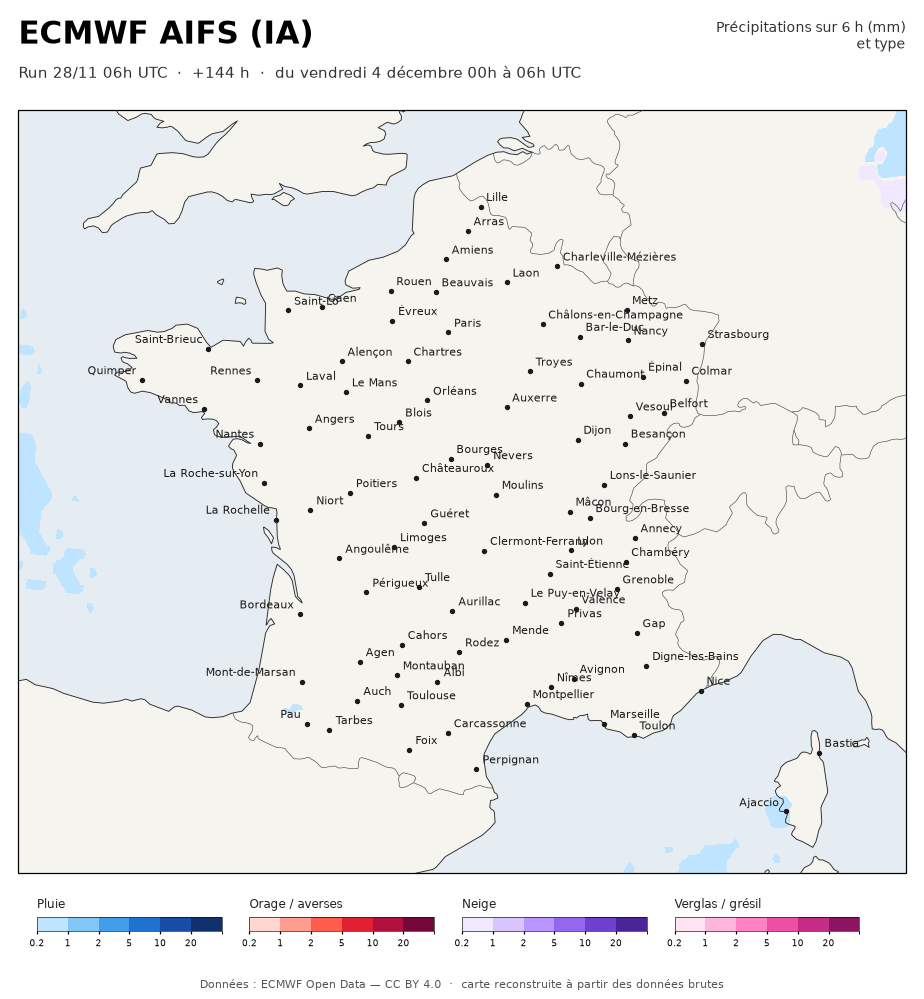 ECMWF AIFS (IA)
Précipitations sur 6 h (mm)
et type
Run 28/11 06h UTC · +144 h · du vendredi 4 décembre 00h à 06h UTC
Lille
Arras
Amiens
Charleville-Mézières
Laon
Rouen
Beauvais
Saint-Lô
Caen
Metz
Évreux
Châlons-en-Champagne
Paris
Bar-le-Duc
Nancy
Strasbourg
Saint-Brieuc
Alençon
Chartres
Troyes
Épinal
Quimper
Rennes
Laval
Le Mans
Chaumont
Colmar
Orléans
Vannes
Auxerre
Blois
Vesoul
Belfort
Angers
Tours
Nantes
Dijon
Besançon
Bourges
Nevers
La Roche-sur-Yon
Châteauroux
Lons-le-Saunier
Poitiers
Moulins
Niort
Mâcon
La Rochelle
Guéret
Bourg-en-Bresse
Annecy
Limoges
Clermont-Ferrand
Lyon
Angoulême
Chambéry
Saint-Étienne
Périgueux
Tulle
Grenoble
Le Puy-en-Velay
Valence
Bordeaux
Aurillac
Privas
Gap
Cahors
Mende
Rodez
Agen
Digne-les-Bains
Mont-de-Marsan
Montauban
Albi
Avignon
Nîmes
Nice
Auch
Toulouse
Montpellier
Pau
Tarbes
Carcassonne
Marseille
Toulon
Foix
Bastia
Perpignan
Ajaccio
Pluie
Orage / averses
Neige
Verglas / grésil
0.2 1 2 5 10 20
0.2 1 2 5 10 20
0.2 1 2 5 10 20
0.2 1 2 5 10 20
Données : ECMWF Open Data — CC BY 4.0 · carte reconstruite à partir des données brutes